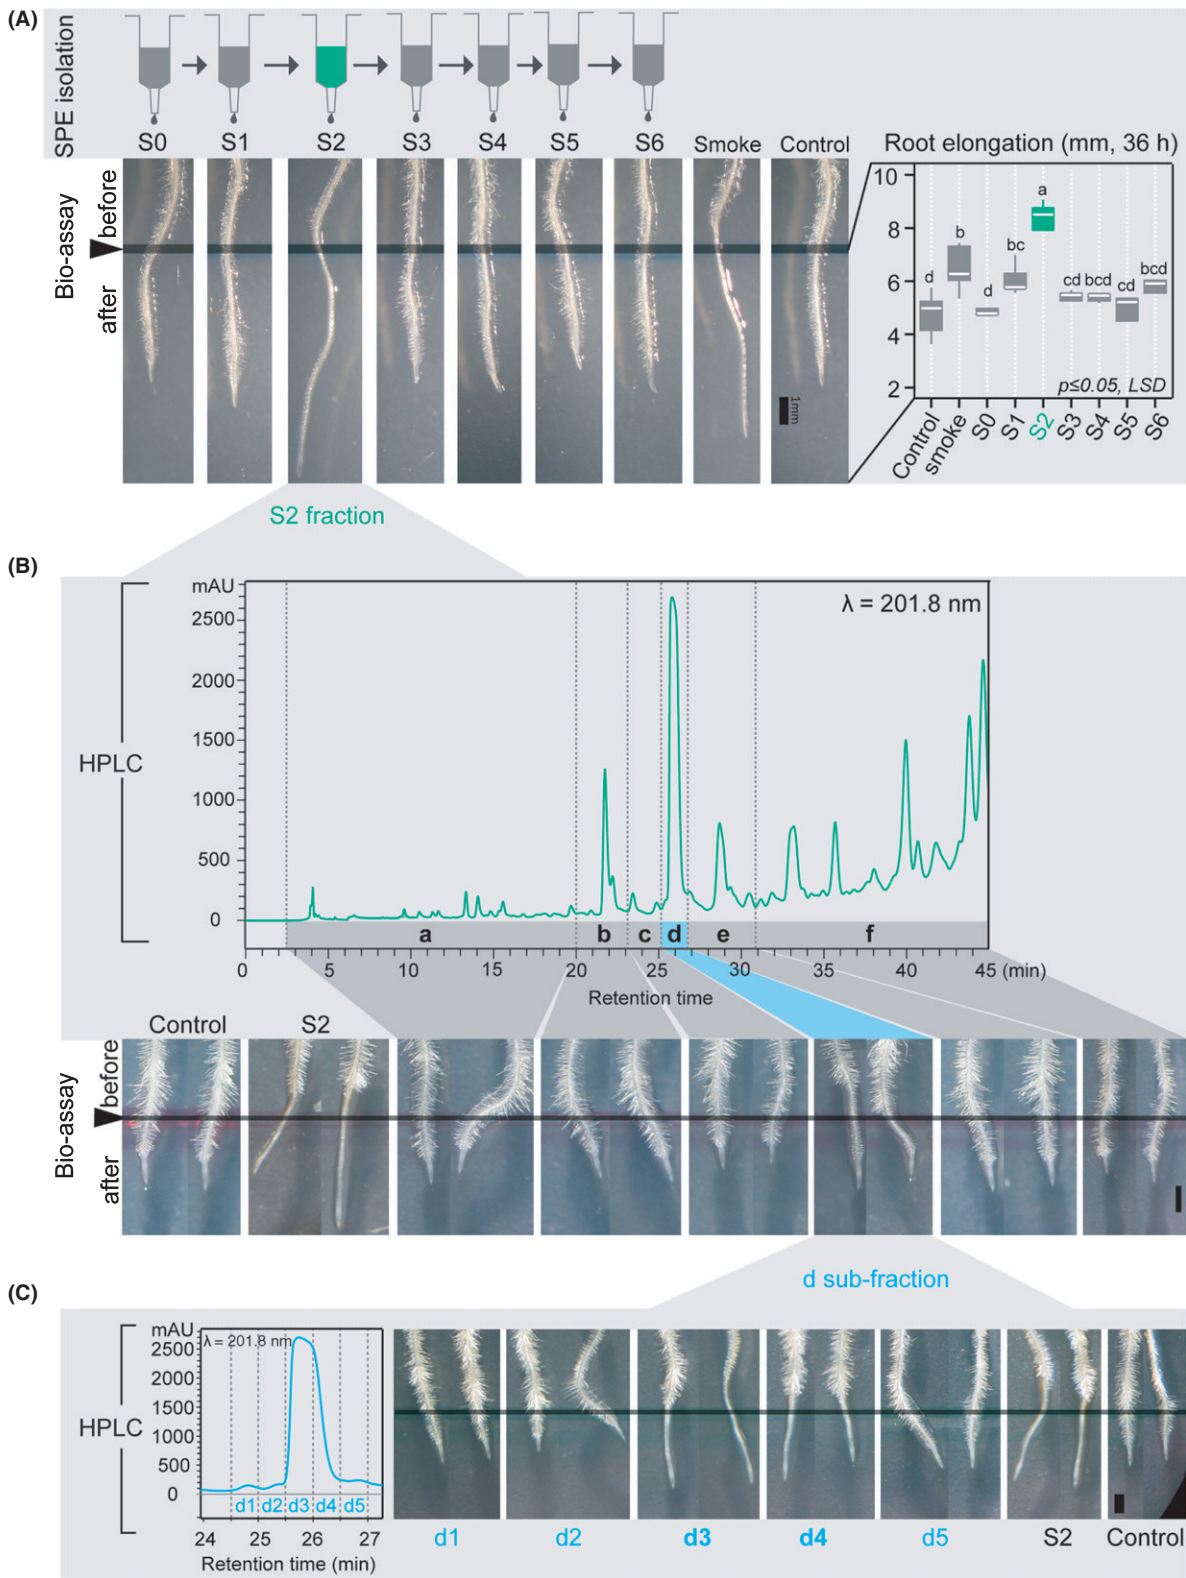 (A)
SPE isolation
S0 S1 S2 S3 S4 S5 S6 Smoke Control
Bio-assay
before
after
1mm
Root elongation (mm, 36 h)
10
8
6
4
2
d b d bc a cd bcd cd bcd
p≤0.05, LSD
Control smoke S0 S1 S2 S3 S4 S5 S6
S2 fraction
(B)
HPLC
mAU
2500
2000
1500
1000
500
0
λ = 201.8 nm
a b c d e f
0 5 10 15 20 25 30 35 40 45 (min)
Retention time
Control S2
Bio-assay
before
after
d sub-fraction
(C)
HPLC
mAU
2500
2000
1500
1000
500
0
λ = 201.8 nm
d1 d2 d3 d4 d5
24 25 26 27
Retention time (min)
d1 d2 d3 d4 d5 S2 Control